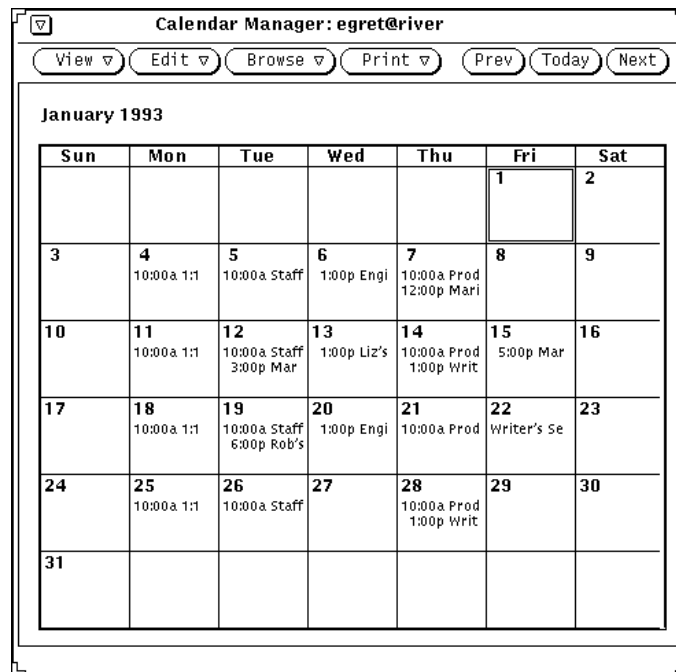 Calendar Manager: egret@river
View Edit Browse Print Prev Today Next
January 1993
Sun Mon Tue Wed Thu Fri Sat
1 2
3 4 5 6 7 8 9
10:00a 1:1 10:00a Staff 1:00p Engi 10:00a Prod
12:00p Mari
10 11 12 13 14 15 16
10:00a 1:1 10:00a Staff 1:00p Liz's 10:00a Prod 5:00p Mar
3:00p Mar 1:00p Writ
17 18 19 20 21 22 23
10:00a 1:1 10:00a Staff 1:00p Engi 10:00a Prod Writer's Se
6:00p Rob's
24 25 26 27 28 29 30
10:00a 1:1 10:00a Staff 10:00a Prod
1:00p Writ
31